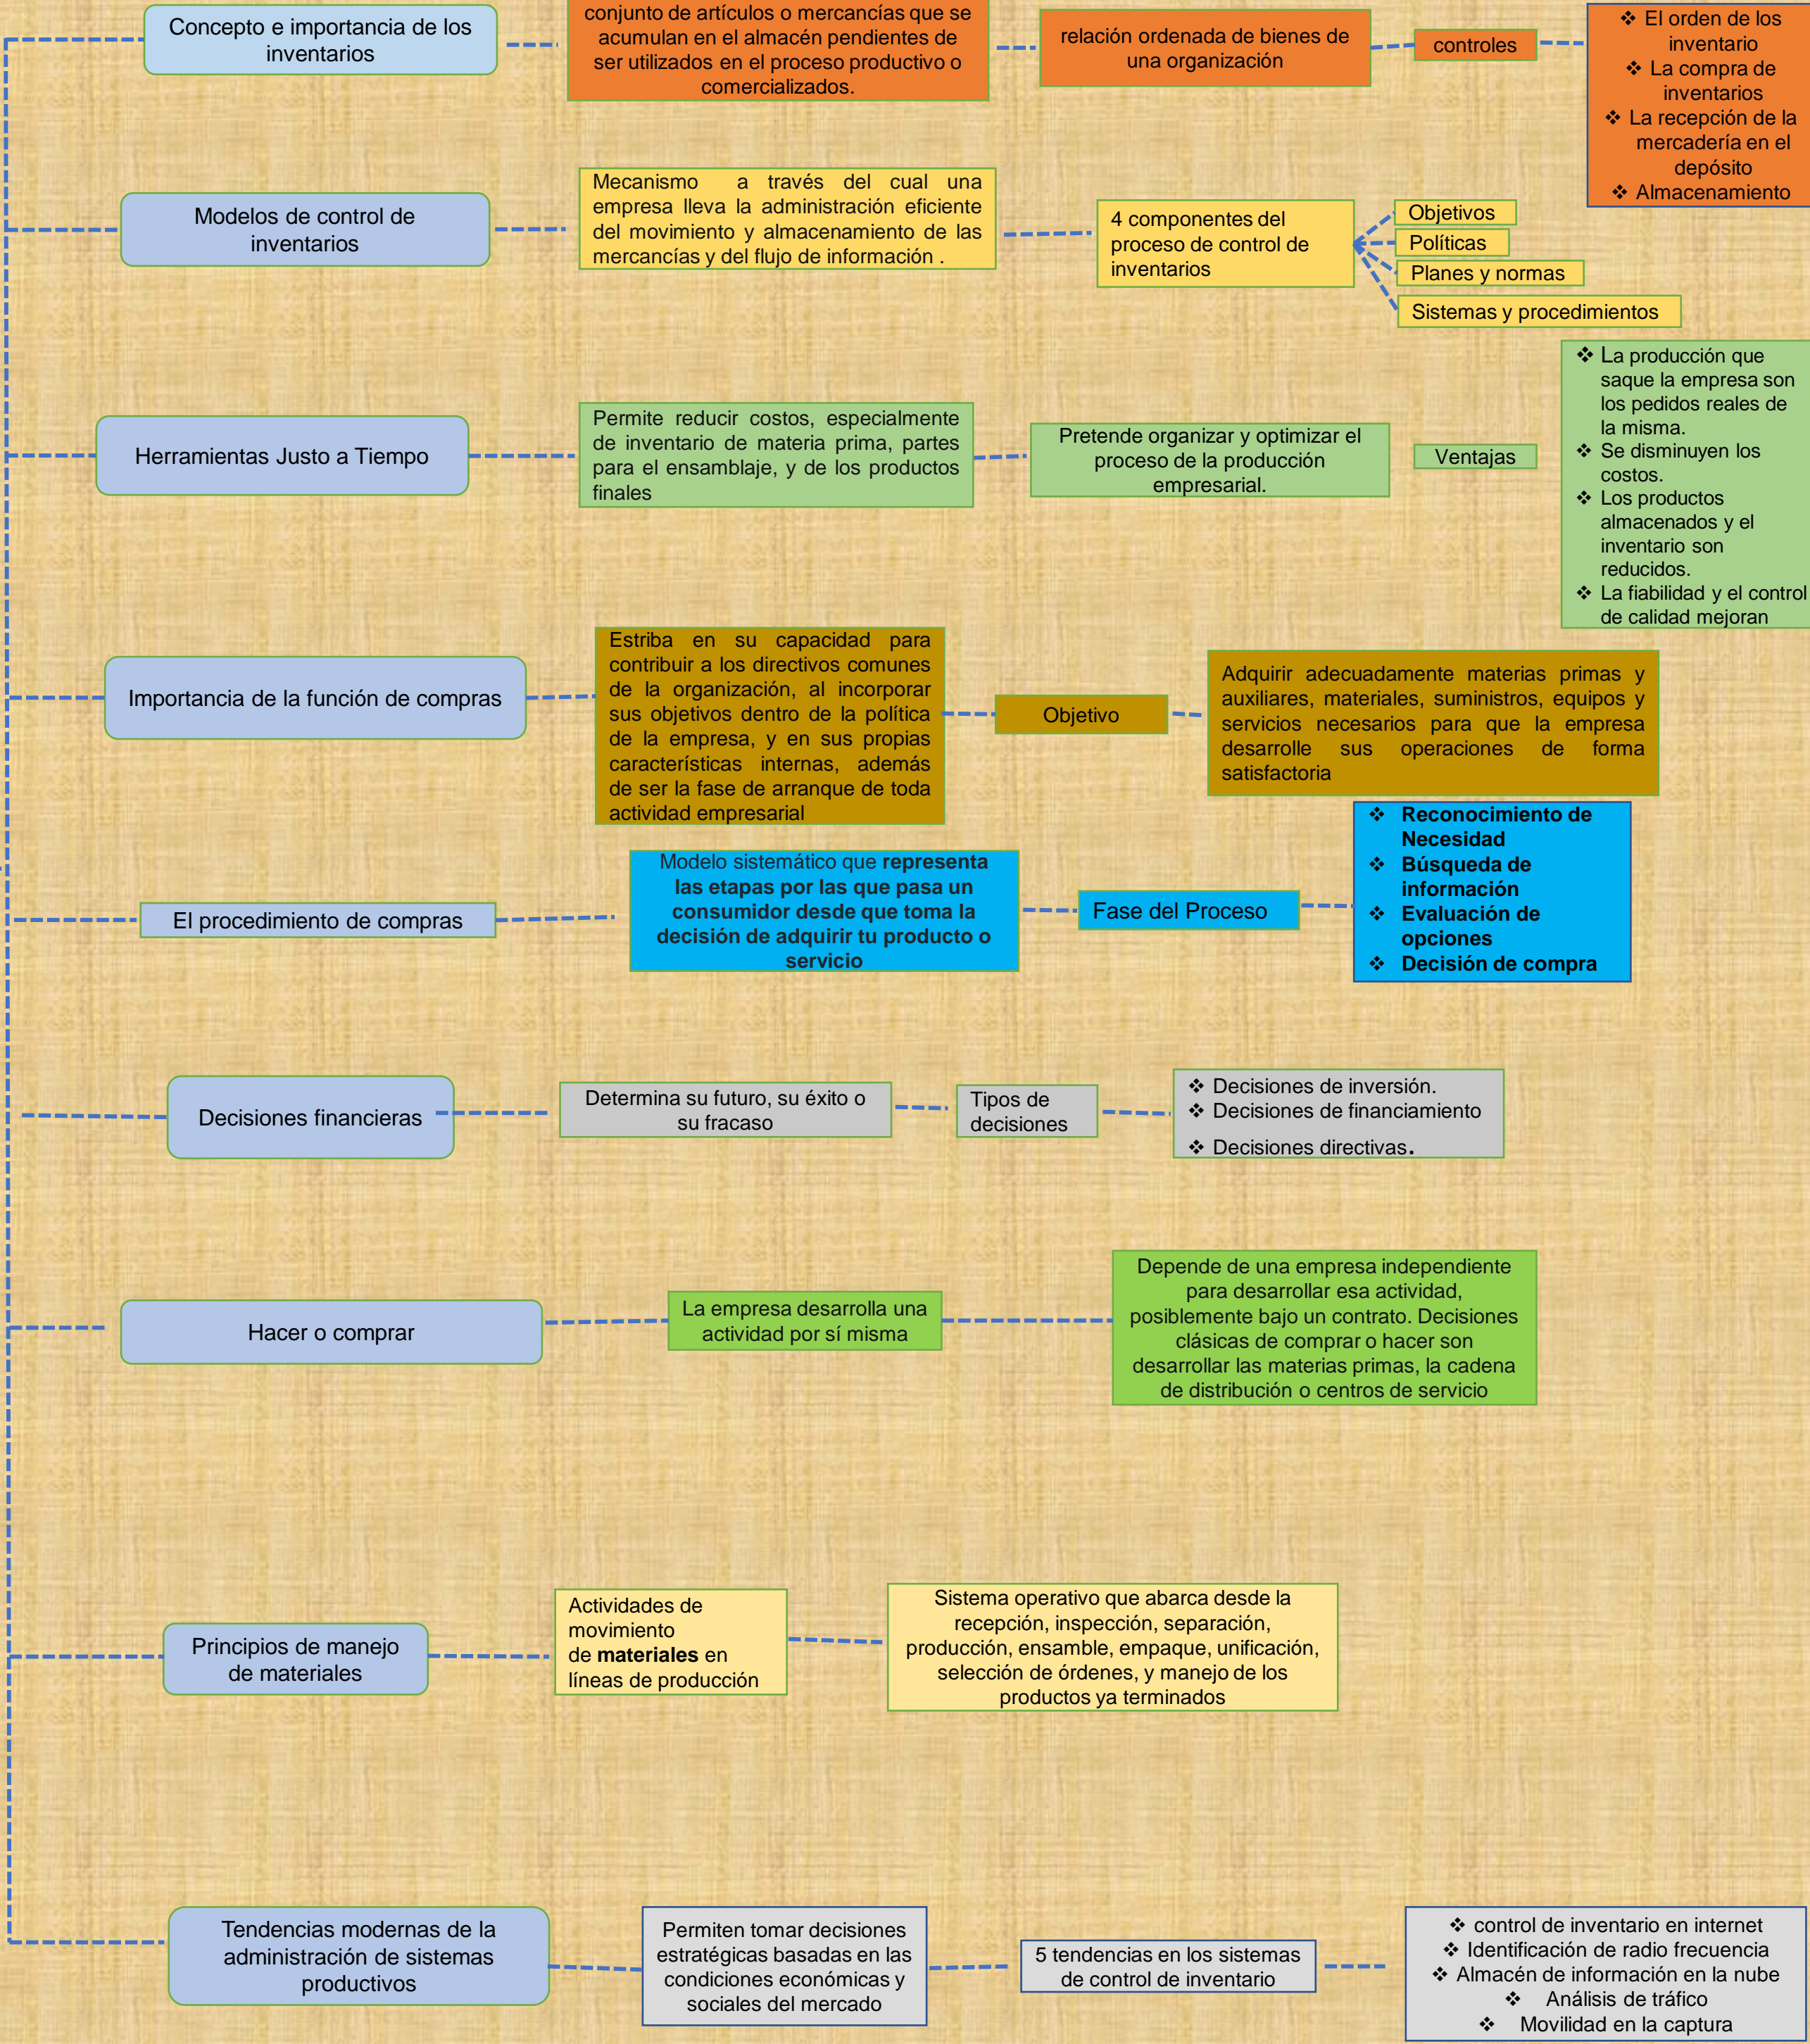 Concepto e importancia de los
inventarios
conjunto de artículos o mercancías que se
acumulan en el almacén pendientes de
ser utilizados en el proceso productivo o
comercializados.
relación ordenada de bienes de
una organización
controles
❖ El orden de los
inventario
❖ La compra de
inventarios
❖ La recepción de la
mercadería en el
depósito
❖ Almacenamiento
Modelos de control de
inventarios
Mecanismo a través del cual una
empresa lleva la administración eficiente
del movimiento y almacenamiento de las
mercancías y del flujo de información .
4 componentes del
proceso de control de
inventarios
Objetivos
Políticas
Planes y normas
Sistemas y procedimientos
Herramientas Justo a Tiempo
Permite reducir costos, especialmente
de inventario de materia prima, partes
para el ensamblaje, y de los productos
finales
Pretende organizar y optimizar el
proceso de la producción
empresarial.
Ventajas
❖ La producción que
saque la empresa son
los pedidos reales de
la misma.
❖ Se disminuyen los
costos.
❖ Los productos
almacenados y el
inventario son
reducidos.
❖ La fiabilidad y el control
de calidad mejoran
Importancia de la función de compras
Estriba en su capacidad para
contribuir a los directivos comunes
de la organización, al incorporar
sus objetivos dentro de la política
de la empresa, y en sus propias
características internas, además
de ser la fase de arranque de toda
actividad empresarial
Objetivo
Adquirir adecuadamente materias primas y
auxiliares, materiales, suministros, equipos y
servicios necesarios para que la empresa
desarrolle sus operaciones de forma
satisfactoria
El procedimiento de compras
Modelo sistemático que representa
las etapas por las que pasa un
consumidor desde que toma la
decisión de adquirir tu producto o
servicio
Fase del Proceso
❖ Reconocimiento de
Necesidad
❖ Búsqueda de
información
❖ Evaluación de
opciones
❖ Decisión de compra
Decisiones financieras
Determina su futuro, su éxito o
su fracaso
Tipos de
decisiones
❖ Decisiones de inversión.
❖ Decisiones de financiamiento
❖ Decisiones directivas.
Hacer o comprar
La empresa desarrolla una
actividad por sí misma
Depende de una empresa independiente
para desarrollar esa actividad,
posiblemente bajo un contrato. Decisiones
clásicas de comprar o hacer son
desarrollar las materias primas, la cadena
de distribución o centros de servicio
Principios de manejo
de materiales
Actividades de
movimiento
de materiales en
líneas de producción
Sistema operativo que abarca desde la
recepción, inspección, separación,
producción, ensamble, empaque, unificación,
selección de órdenes, y manejo de los
productos ya terminados
Tendencias modernas de la
administración de sistemas
productivos
Permiten tomar decisiones
estratégicas basadas en las
condiciones económicas y
sociales del mercado
5 tendencias en los sistemas
de control de inventario
❖ control de inventario en internet
❖ Identificación de radio frecuencia
❖ Almacén de información en la nube
❖ Análisis de tráfico
❖ Movilidad en la captura